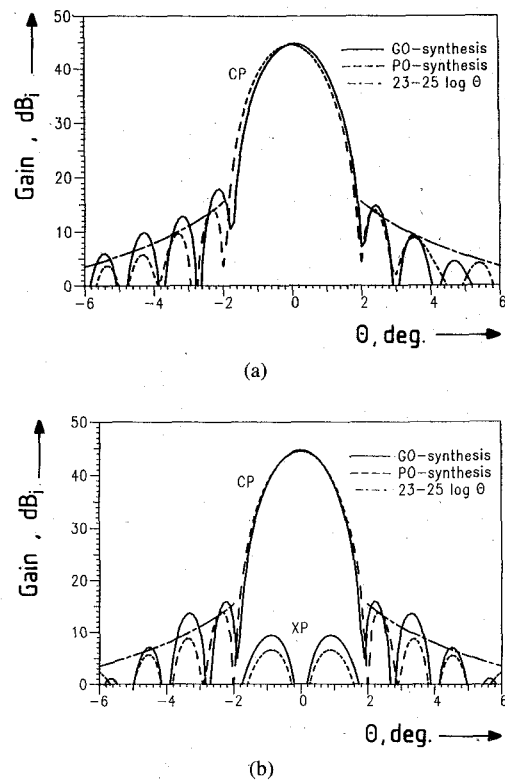 50
40
30
20
10
0
Gain, dBi
CP
GO-synthesis
PO-synthesis
23-25 log Θ
-6
-4
-2
0
2
4
6
Θ, deg.
(a)
50
40
30
20
10
0
Gain, dBi
CP
XP
GO-synthesis
PO-synthesis
23-25 log Θ
-6
-4
-2
0
2
4
6
Θ, deg.
(b)